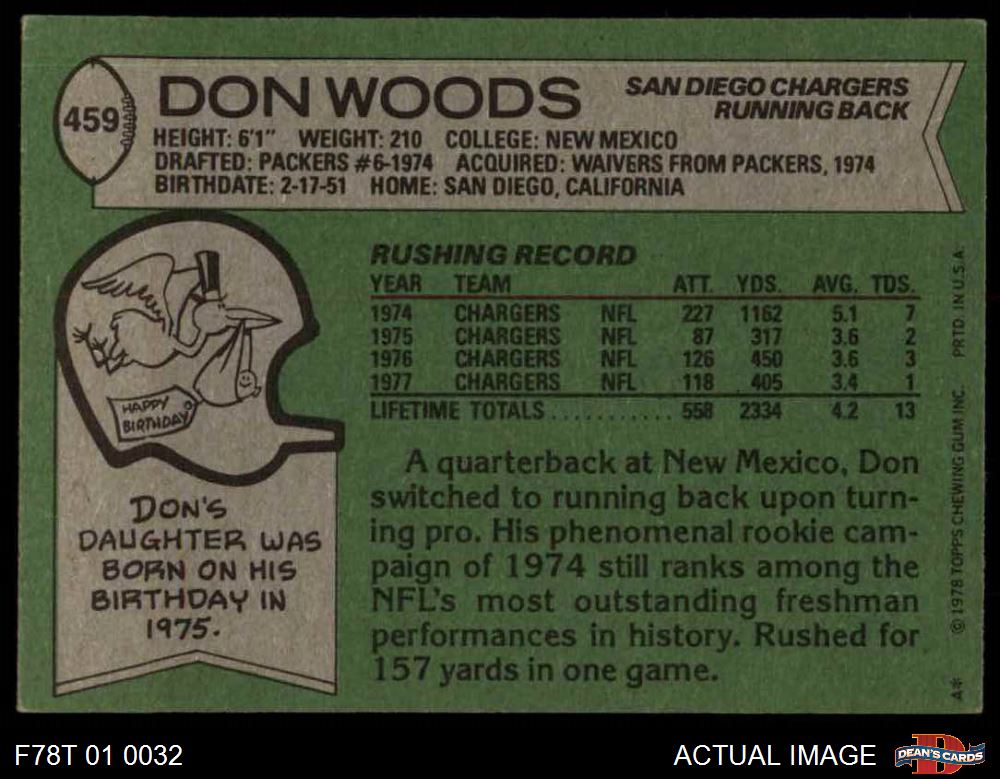 459
DON WOODS
SAN DIEGO CHARGERS
RUNNING BACK
HEIGHT: 6'1" WEIGHT: 210 COLLEGE: NEW MEXICO
DRAFTED: PACKERS #6-1974 ACQUIRED: WAIVERS FROM PACKERS, 1974
BIRTHDATE: 2-17-51 HOME: SAN DIEGO, CALIFORNIA
HAPPY
BIRTHDAY
DON'S
DAUGHTER WAS
BORN ON HIS
BIRTHDAY IN
1975.
RUSHING RECORD
YEAR TEAM ATT. YDS. AVG. TDS.
1974 CHARGERS NFL 227 1162 5.1 7
1975 CHARGERS NFL 87 317 3.6 2
1976 CHARGERS NFL 126 450 3.6 3
1977 CHARGERS NFL 118 405 3.4 1
LIFETIME TOTALS........... 558 2334 4.2 13
A quarterback at New Mexico, Don
switched to running back upon turn-
ing pro. His phenomenal rookie cam-
paign of 1974 still ranks among the
NFL's most outstanding freshman
performances in history. Rushed for
157 yards in one game.
A* © 1978 TOPPS CHEWING GUM INC. PRTD. IN U.S.A.
F78T 01 0032
ACTUAL IMAGE
DEAN'S CARDS